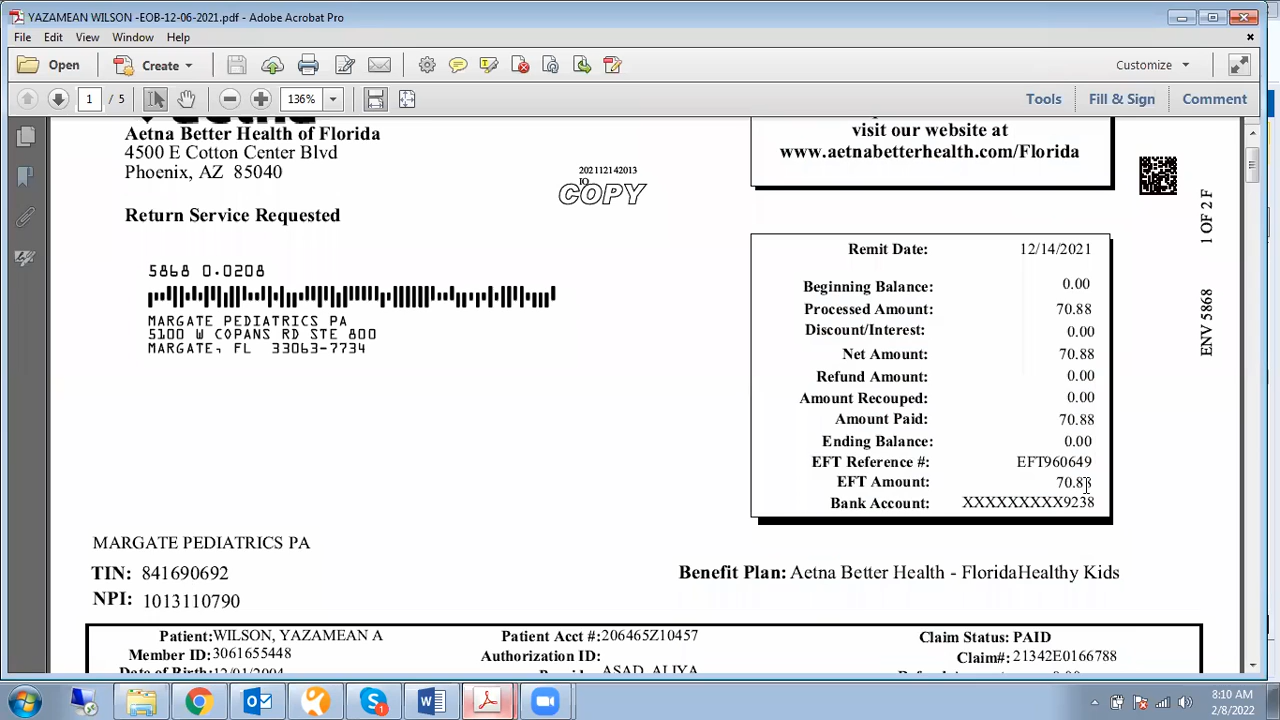 YAZAMEAN WILSON -EOB-12-06-2021.pdf - Adobe Acrobat Pro
File Edit View Window Help
Open Create Customize
1 / 5 136% Tools Fill & Sign Comment
Aetna Better Health of Florida
4500 E Cotton Center Blvd
Phoenix, AZ 85040
Return Service Requested
202112142013
IO
COPY
visit our website at
www.aetnabetterhealth.com/Florida
1 OF 2 F
ENV 5868
5868 0.0208
MARGATE PEDIATRICS PA
5100 W COPANS RD STE 800
MARGATE, FL 33063-7734
Remit Date: 12/14/2021
Beginning Balance: 0.00
Processed Amount: 70.88
Discount/Interest: 0.00
Net Amount: 70.88
Refund Amount: 0.00
Amount Recouped: 0.00
Amount Paid: 70.88
Ending Balance: 0.00
EFT Reference #: EFT960649
EFT Amount: 70.88
Bank Account: XXXXXXXXX9238
MARGATE PEDIATRICS PA
TIN: 841690692
NPI: 1013110790
Benefit Plan: Aetna Better Health - FloridaHealthy Kids
Patient: WILSON, YAZAMEAN A Patient Acct #: 206465Z10457 Claim Status: PAID
Member ID: 3061655448 Authorization ID: Claim#: 21342E0166788
Date of Birth: 12/01/2004 ASAD, ALIYA
8:10 AM
2/8/2022